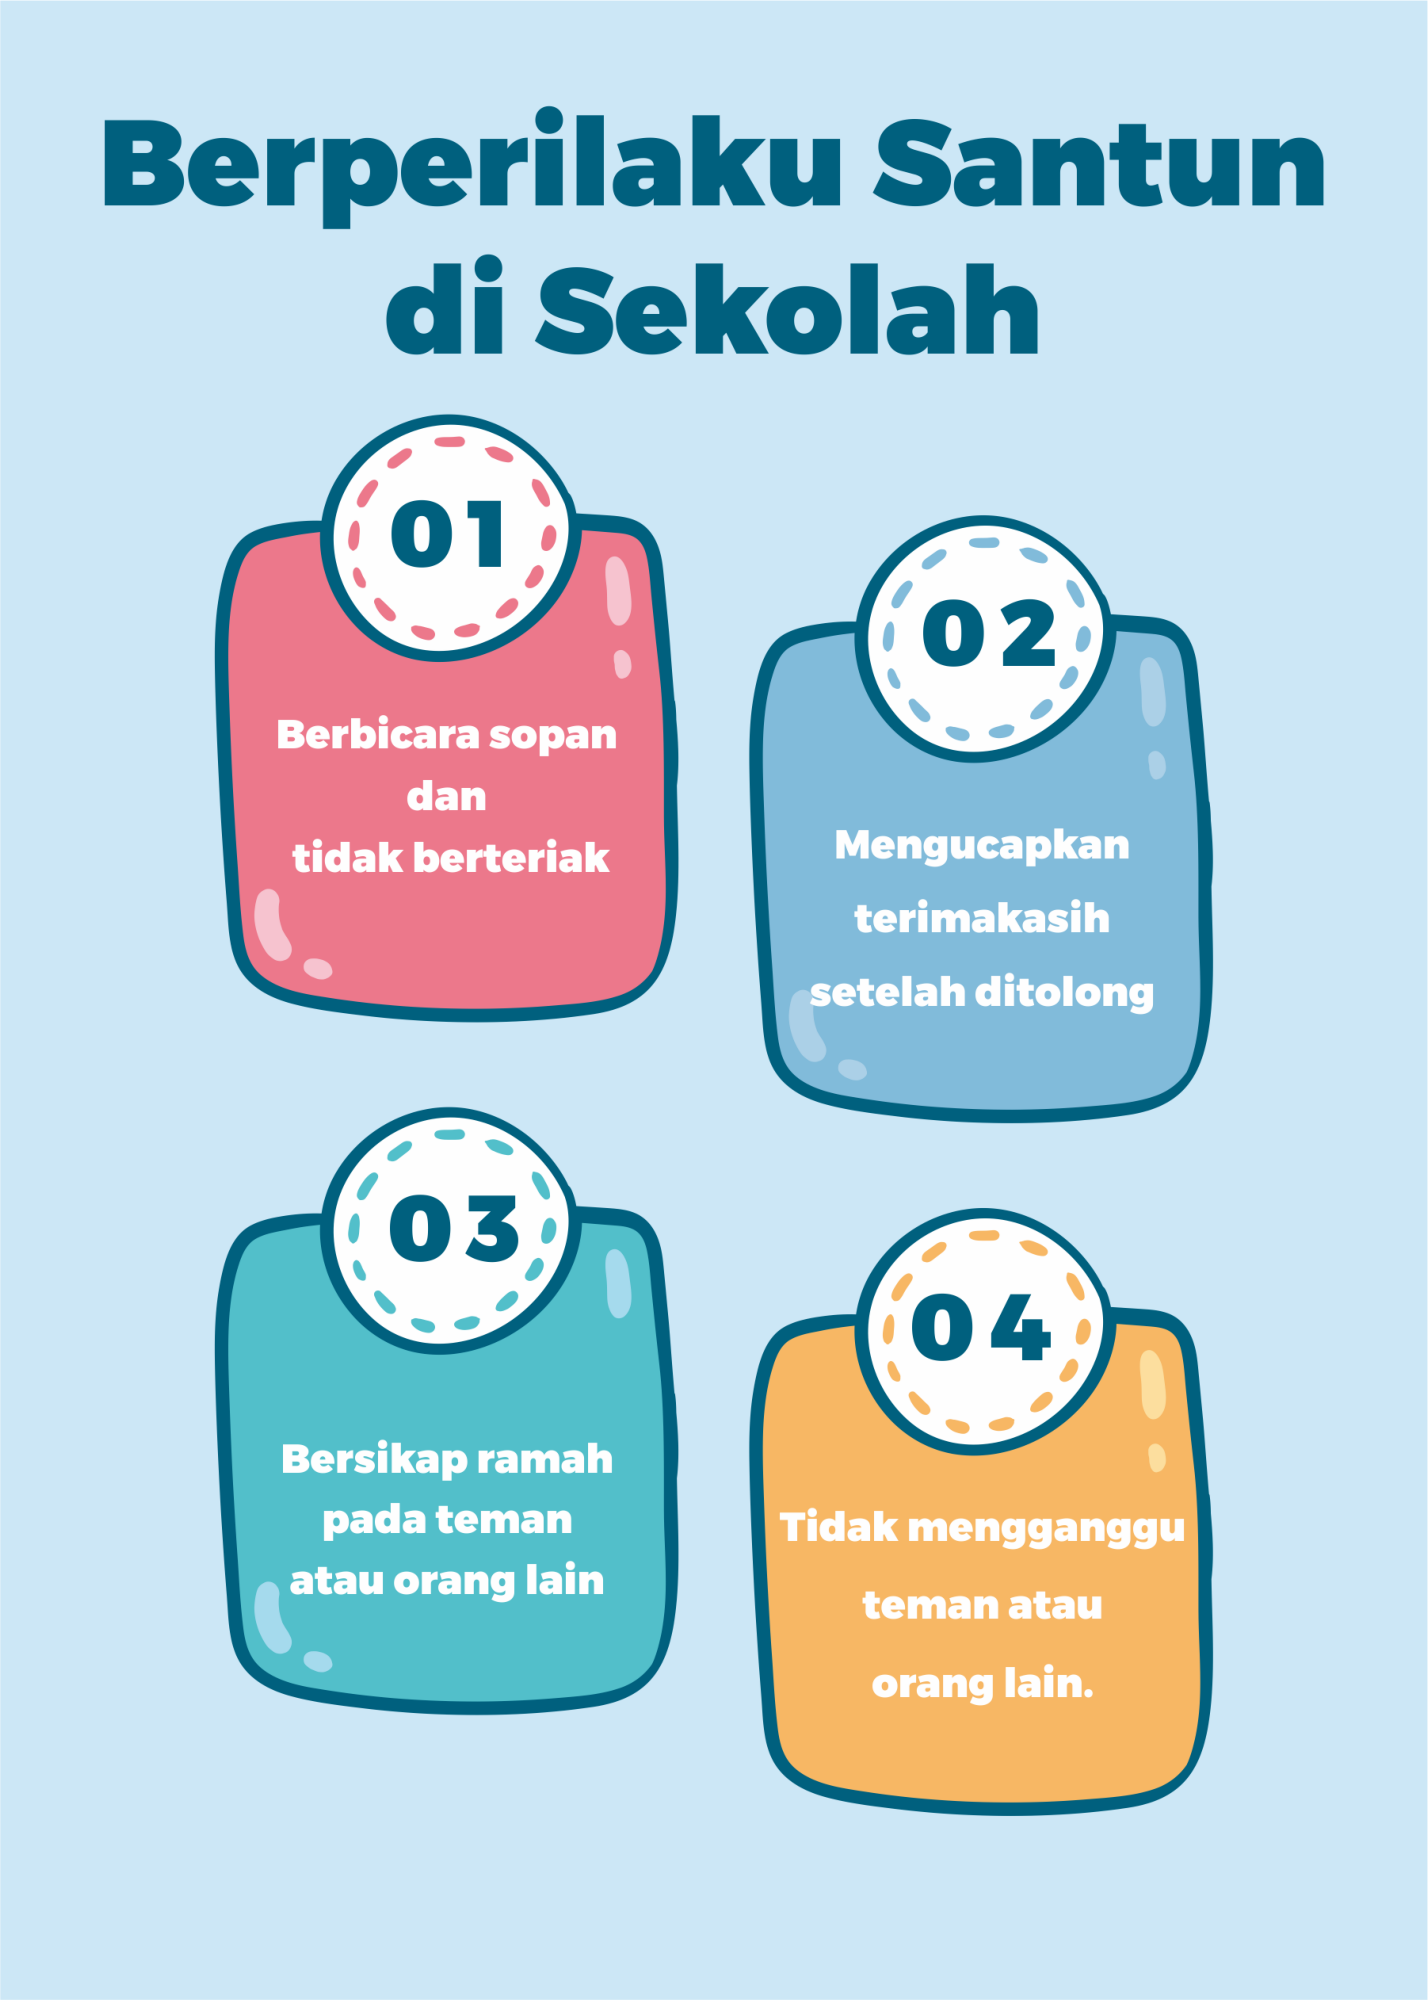 Berperilaku Santun
di Sekolah
01
Berbicara sopan
dan
tidak berteriak
02
Mengucapkan
terimakasih
setelah ditolong
03
Bersikap ramah
pada teman
atau orang lain
04
Tidak mengganggu
teman atau
orang lain.